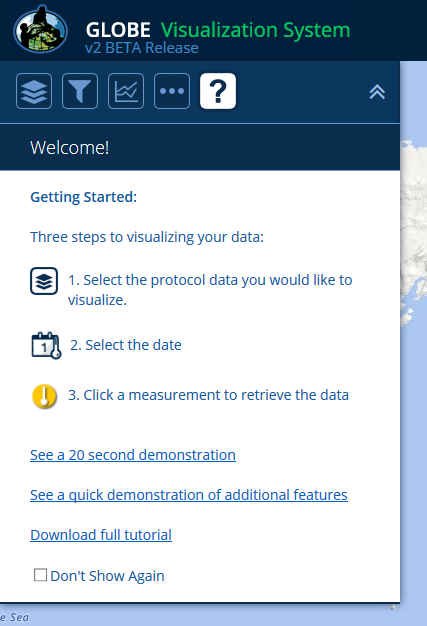 GLOBE Visualization System
v2 BETA Release
?
Welcome!
Getting Started:
Three steps to visualizing your data:
1. Select the protocol data you would like to
visualize.
1
2. Select the date
3. Click a measurement to retrieve the data
See a 20 second demonstration
See a quick demonstration of additional features
Download full tutorial
Don't Show Again
e Sea